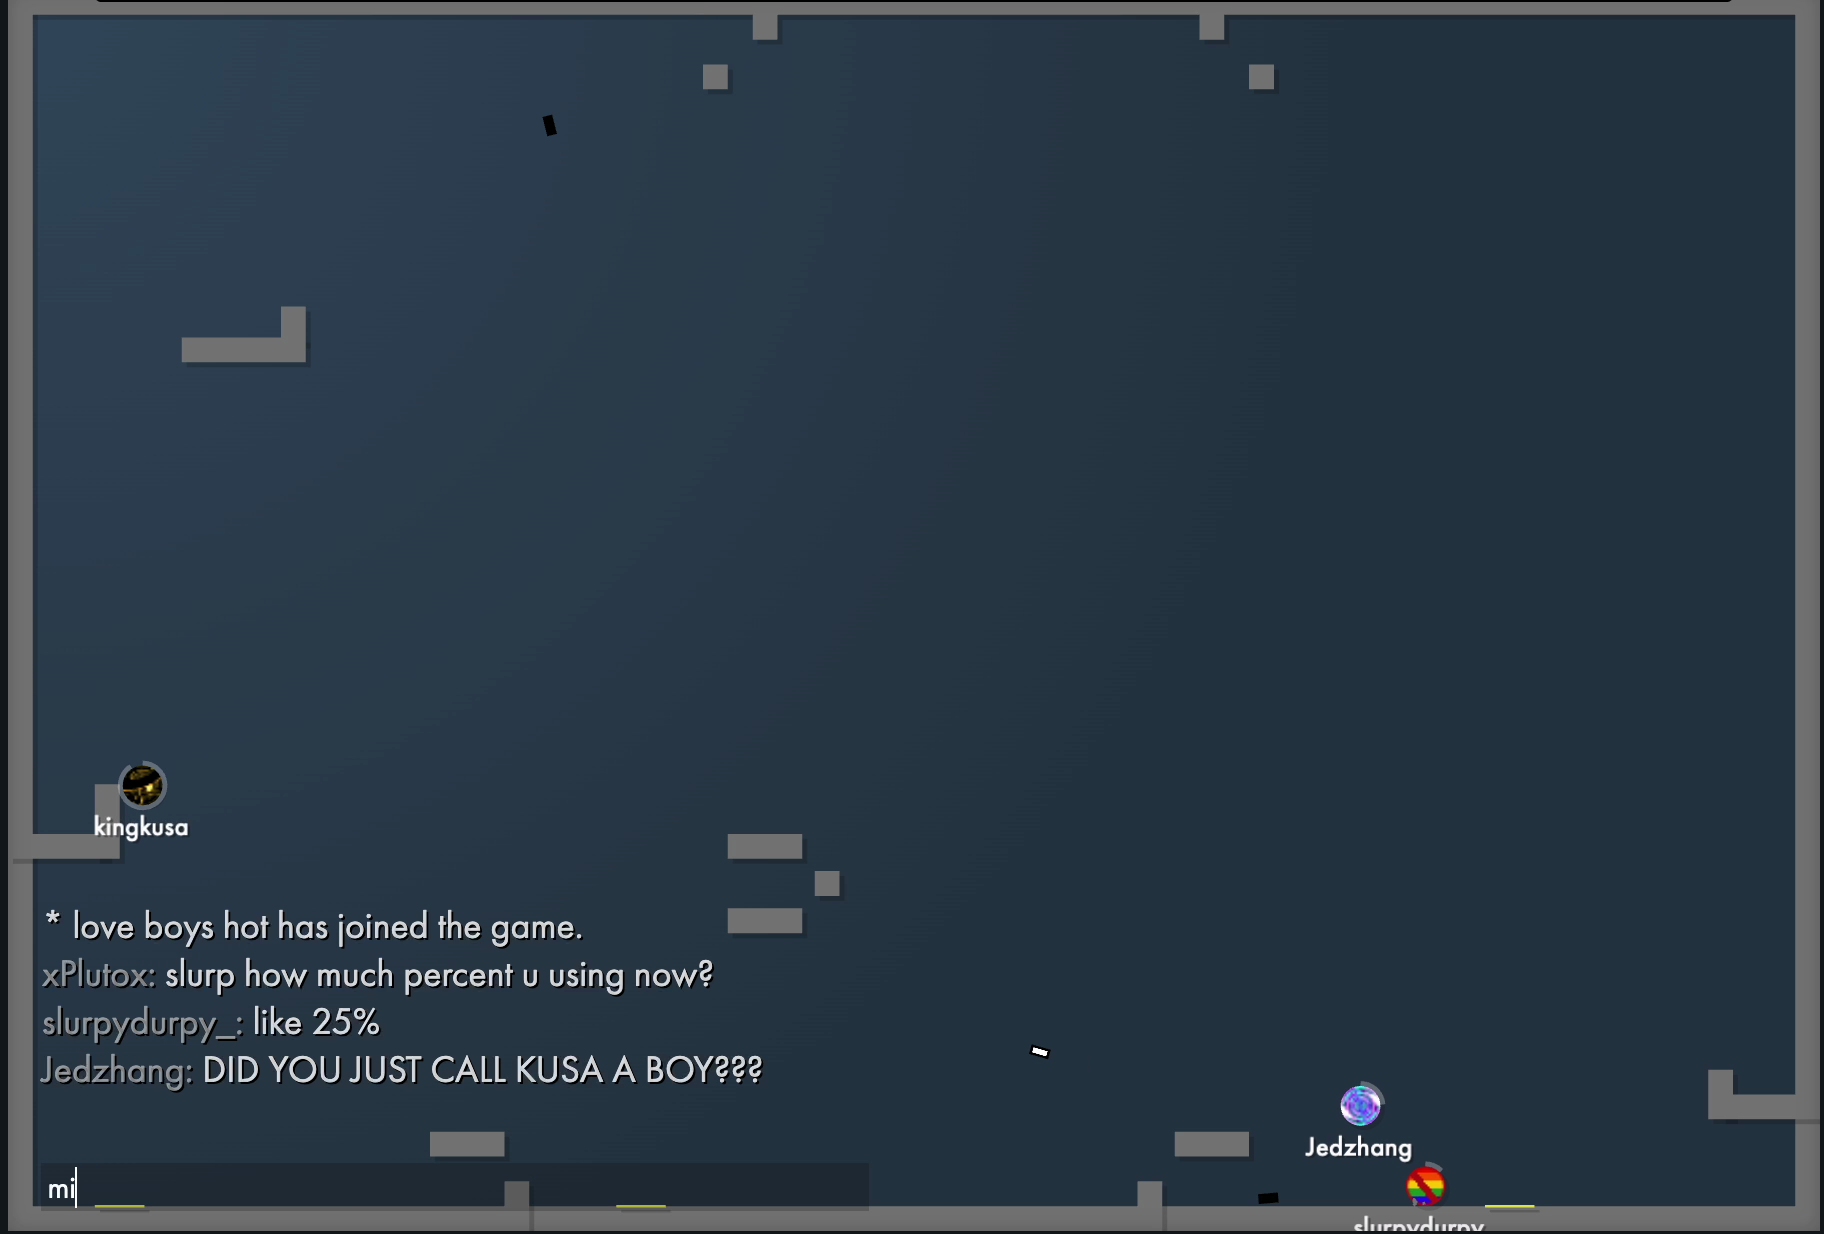 kingkusa
* love boys hot has joined the game.
xPlutox: slurp how much percent u using now?
slurpydurpy_: like 25%
Jedzhang: DID YOU JUST CALL KUSA A BOY???
Jedzhang
mi
slurpydurpy